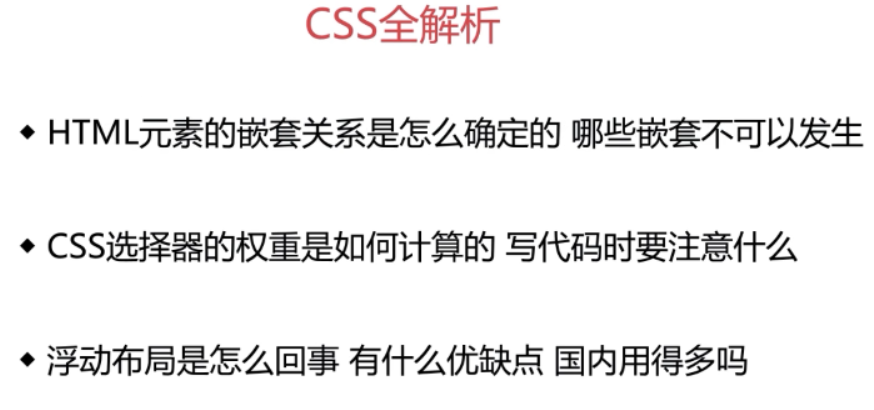 CSS全解析
◆ HTML元素的嵌套关系是怎么确定的 哪些嵌套不可以发生
◆ CSS选择器的权重是如何计算的 写代码时要注意什么
◆ 浮动布局是怎么回事 有什么优缺点 国内用得多吗